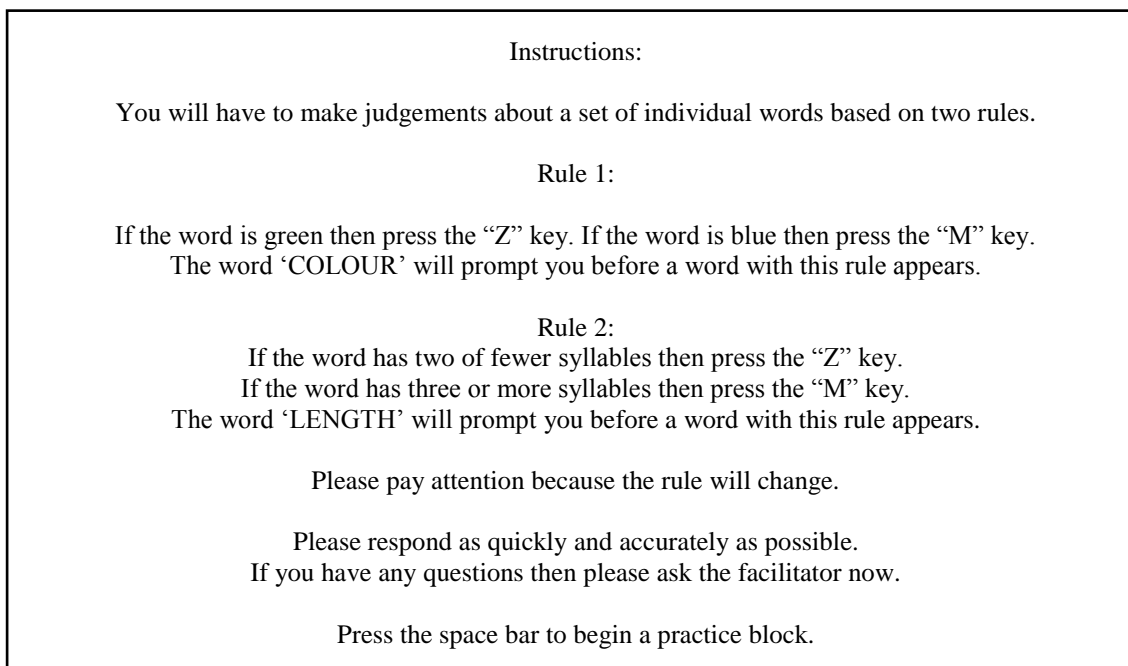 Instructions:
You will have to make judgements about a set of individual words based on two rules.
Rule 1:
If the word is green then press the “Z” key. If the word is blue then press the “M” key.
The word ‘COLOUR’ will prompt you before a word with this rule appears.
Rule 2:
If the word has two of fewer syllables then press the “Z” key.
If the word has three or more syllables then press the “M” key.
The word ‘LENGTH’ will prompt you before a word with this rule appears.
Please pay attention because the rule will change.
Please respond as quickly and accurately as possible.
If you have any questions then please ask the facilitator now.
Press the space bar to begin a practice block.